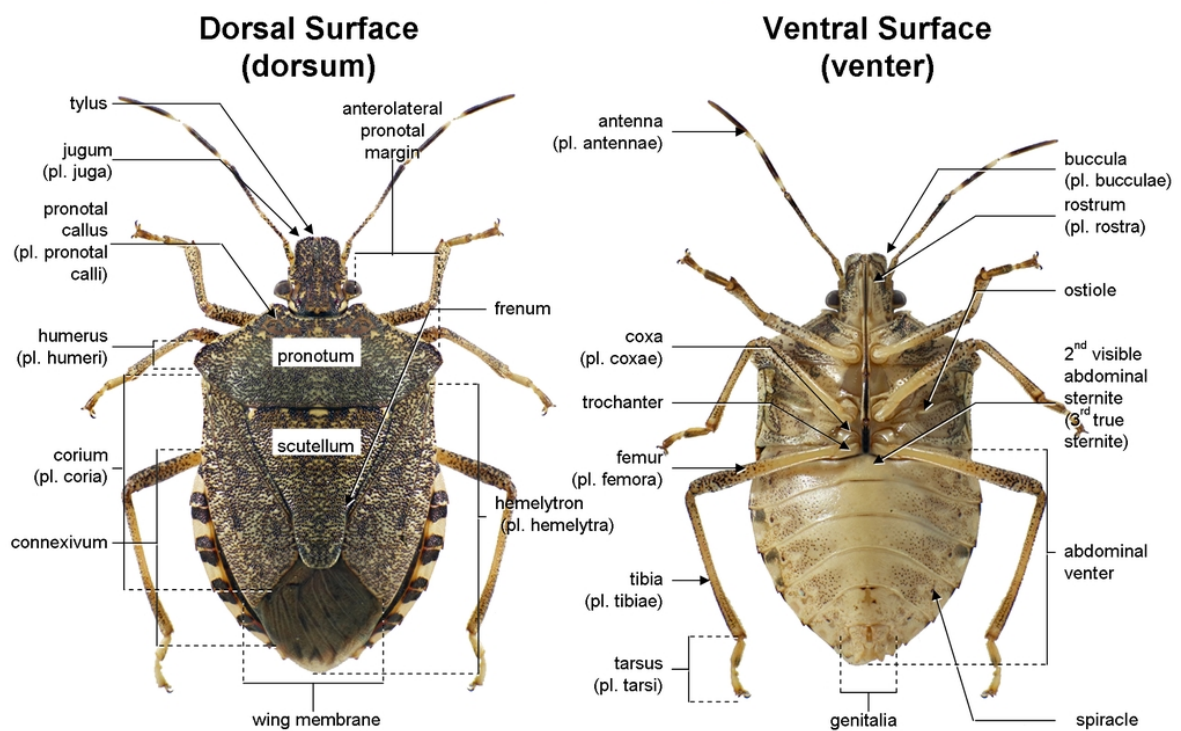 Dorsal Surface
(dorsum)
tylus
jugum
(pl. juga)
pronotal
callus
(pl. pronotal
calli)
humerus
(pl. humeri)
corium
(pl. coria)
connexivum
anterolateral
pronotal
margin
frenum
pronotum
scutellum
hemelytron
(pl. hemelytra)
wing membrane
Ventral Surface
(venter)
antenna
(pl. antennae)
coxa
(pl. coxae)
trochanter
femur
(pl. femora)
tibia
(pl. tibiae)
tarsus
(pl. tarsi)
buccula
(pl. bucculae)
rostrum
(pl. rostra)
ostiole
2nd visible
abdominal
sternite
(3rd true
sternite)
abdominal
venter
genitalia
spiracle